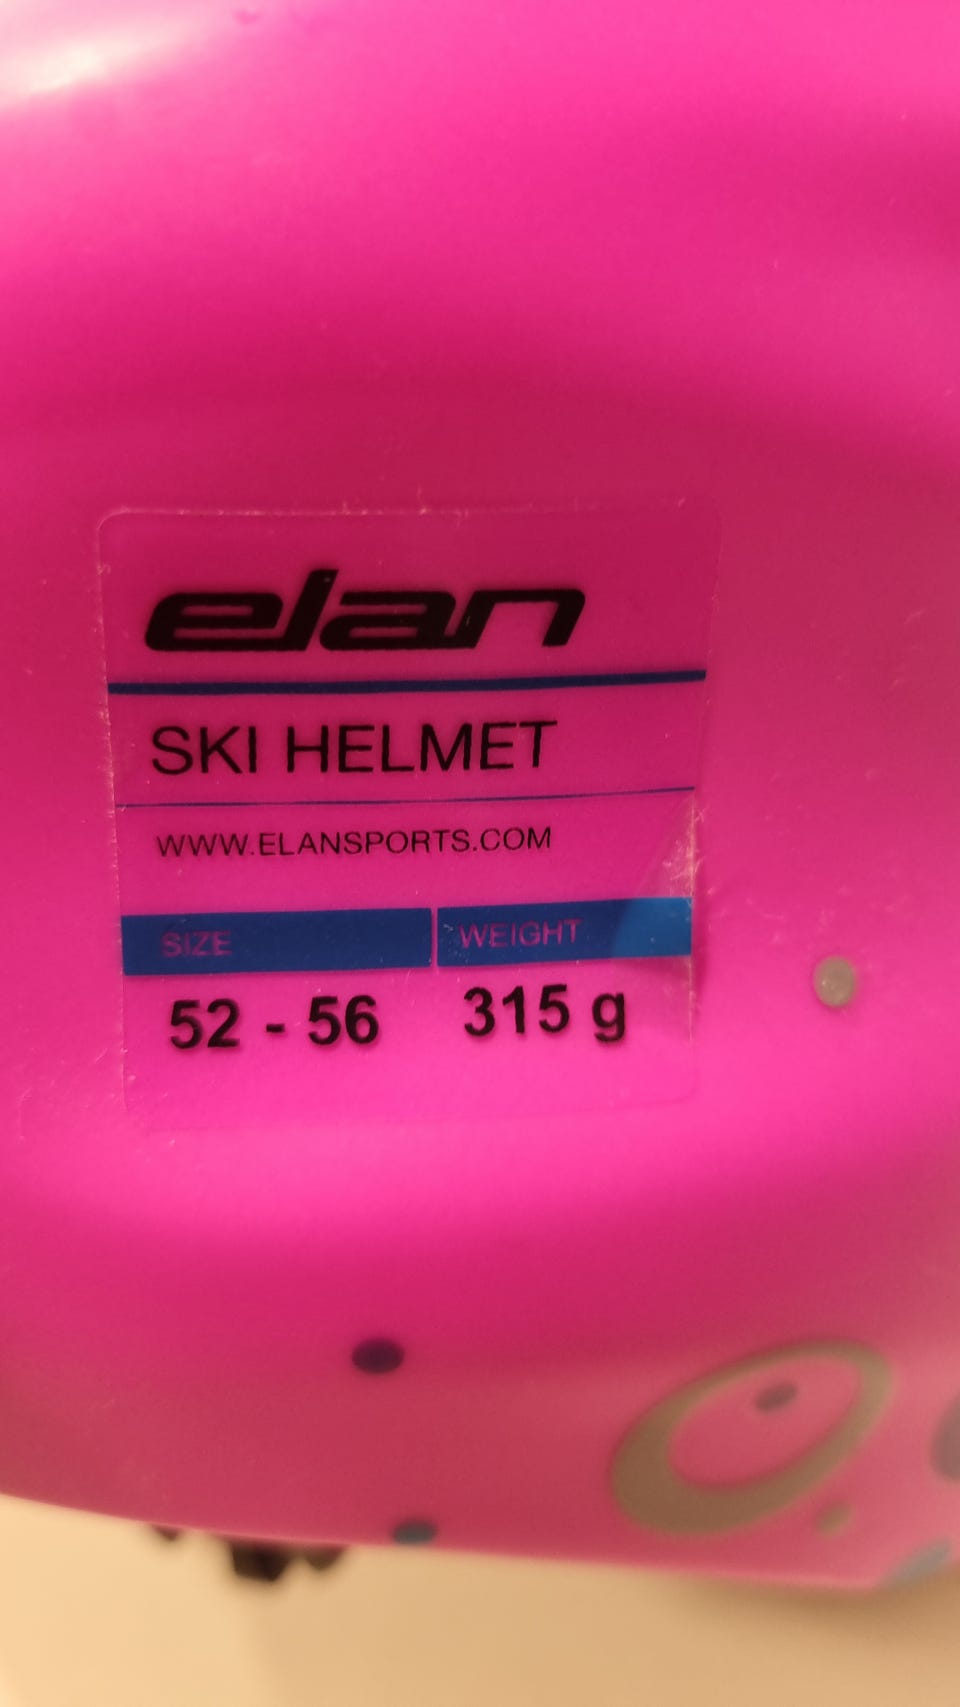 elan
SKI HELMET
WWW.ELANSPORTS.COM
SIZE WEIGHT
52 - 56 315 g